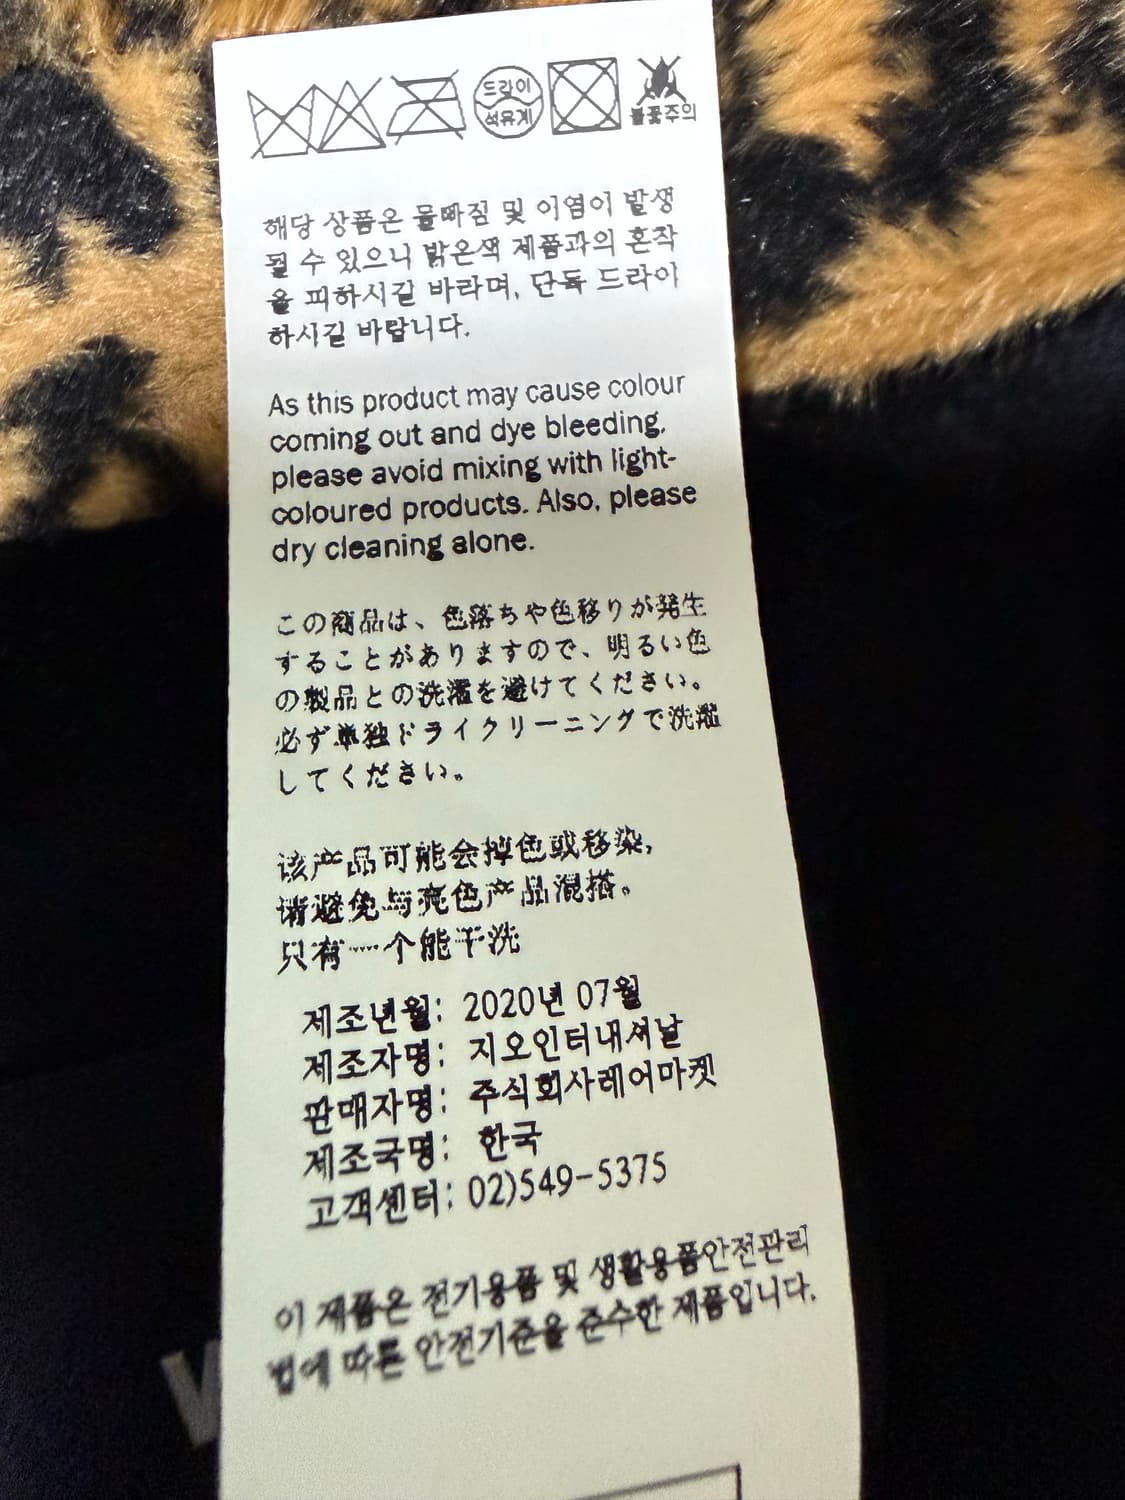 드라이
석유계
불꽃주의
해당 상품은 물빠짐 및 이염이 발생
될 수 있으니 밝은색 제품과의 혼착
을 피하시길 바라며, 단독 드라이
하시길 바랍니다.
As this product may cause colour
coming out and dye bleeding,
please avoid mixing with light-
coloured products. Also, please
dry cleaning alone.
この商品は、色落ちや色移りが発生
することがありますので、明るい色
の製品との洗濯を避けてください。
必ず単独ドライクリーニングで洗濯
してください。
该产品可能会掉色或移染,
请避免与亮色产品混搭。
只有一个能干洗
제조년월: 2020년 07월
제조자명: 지오인터내셔날
판매자명: 주식회사레어마켓
제조국명: 한국
고객센터: 02)549-5375
이 제품은 전기용품 및 생활용품안전관리
법에 따른 안전기준을 준수한 제품입니다.